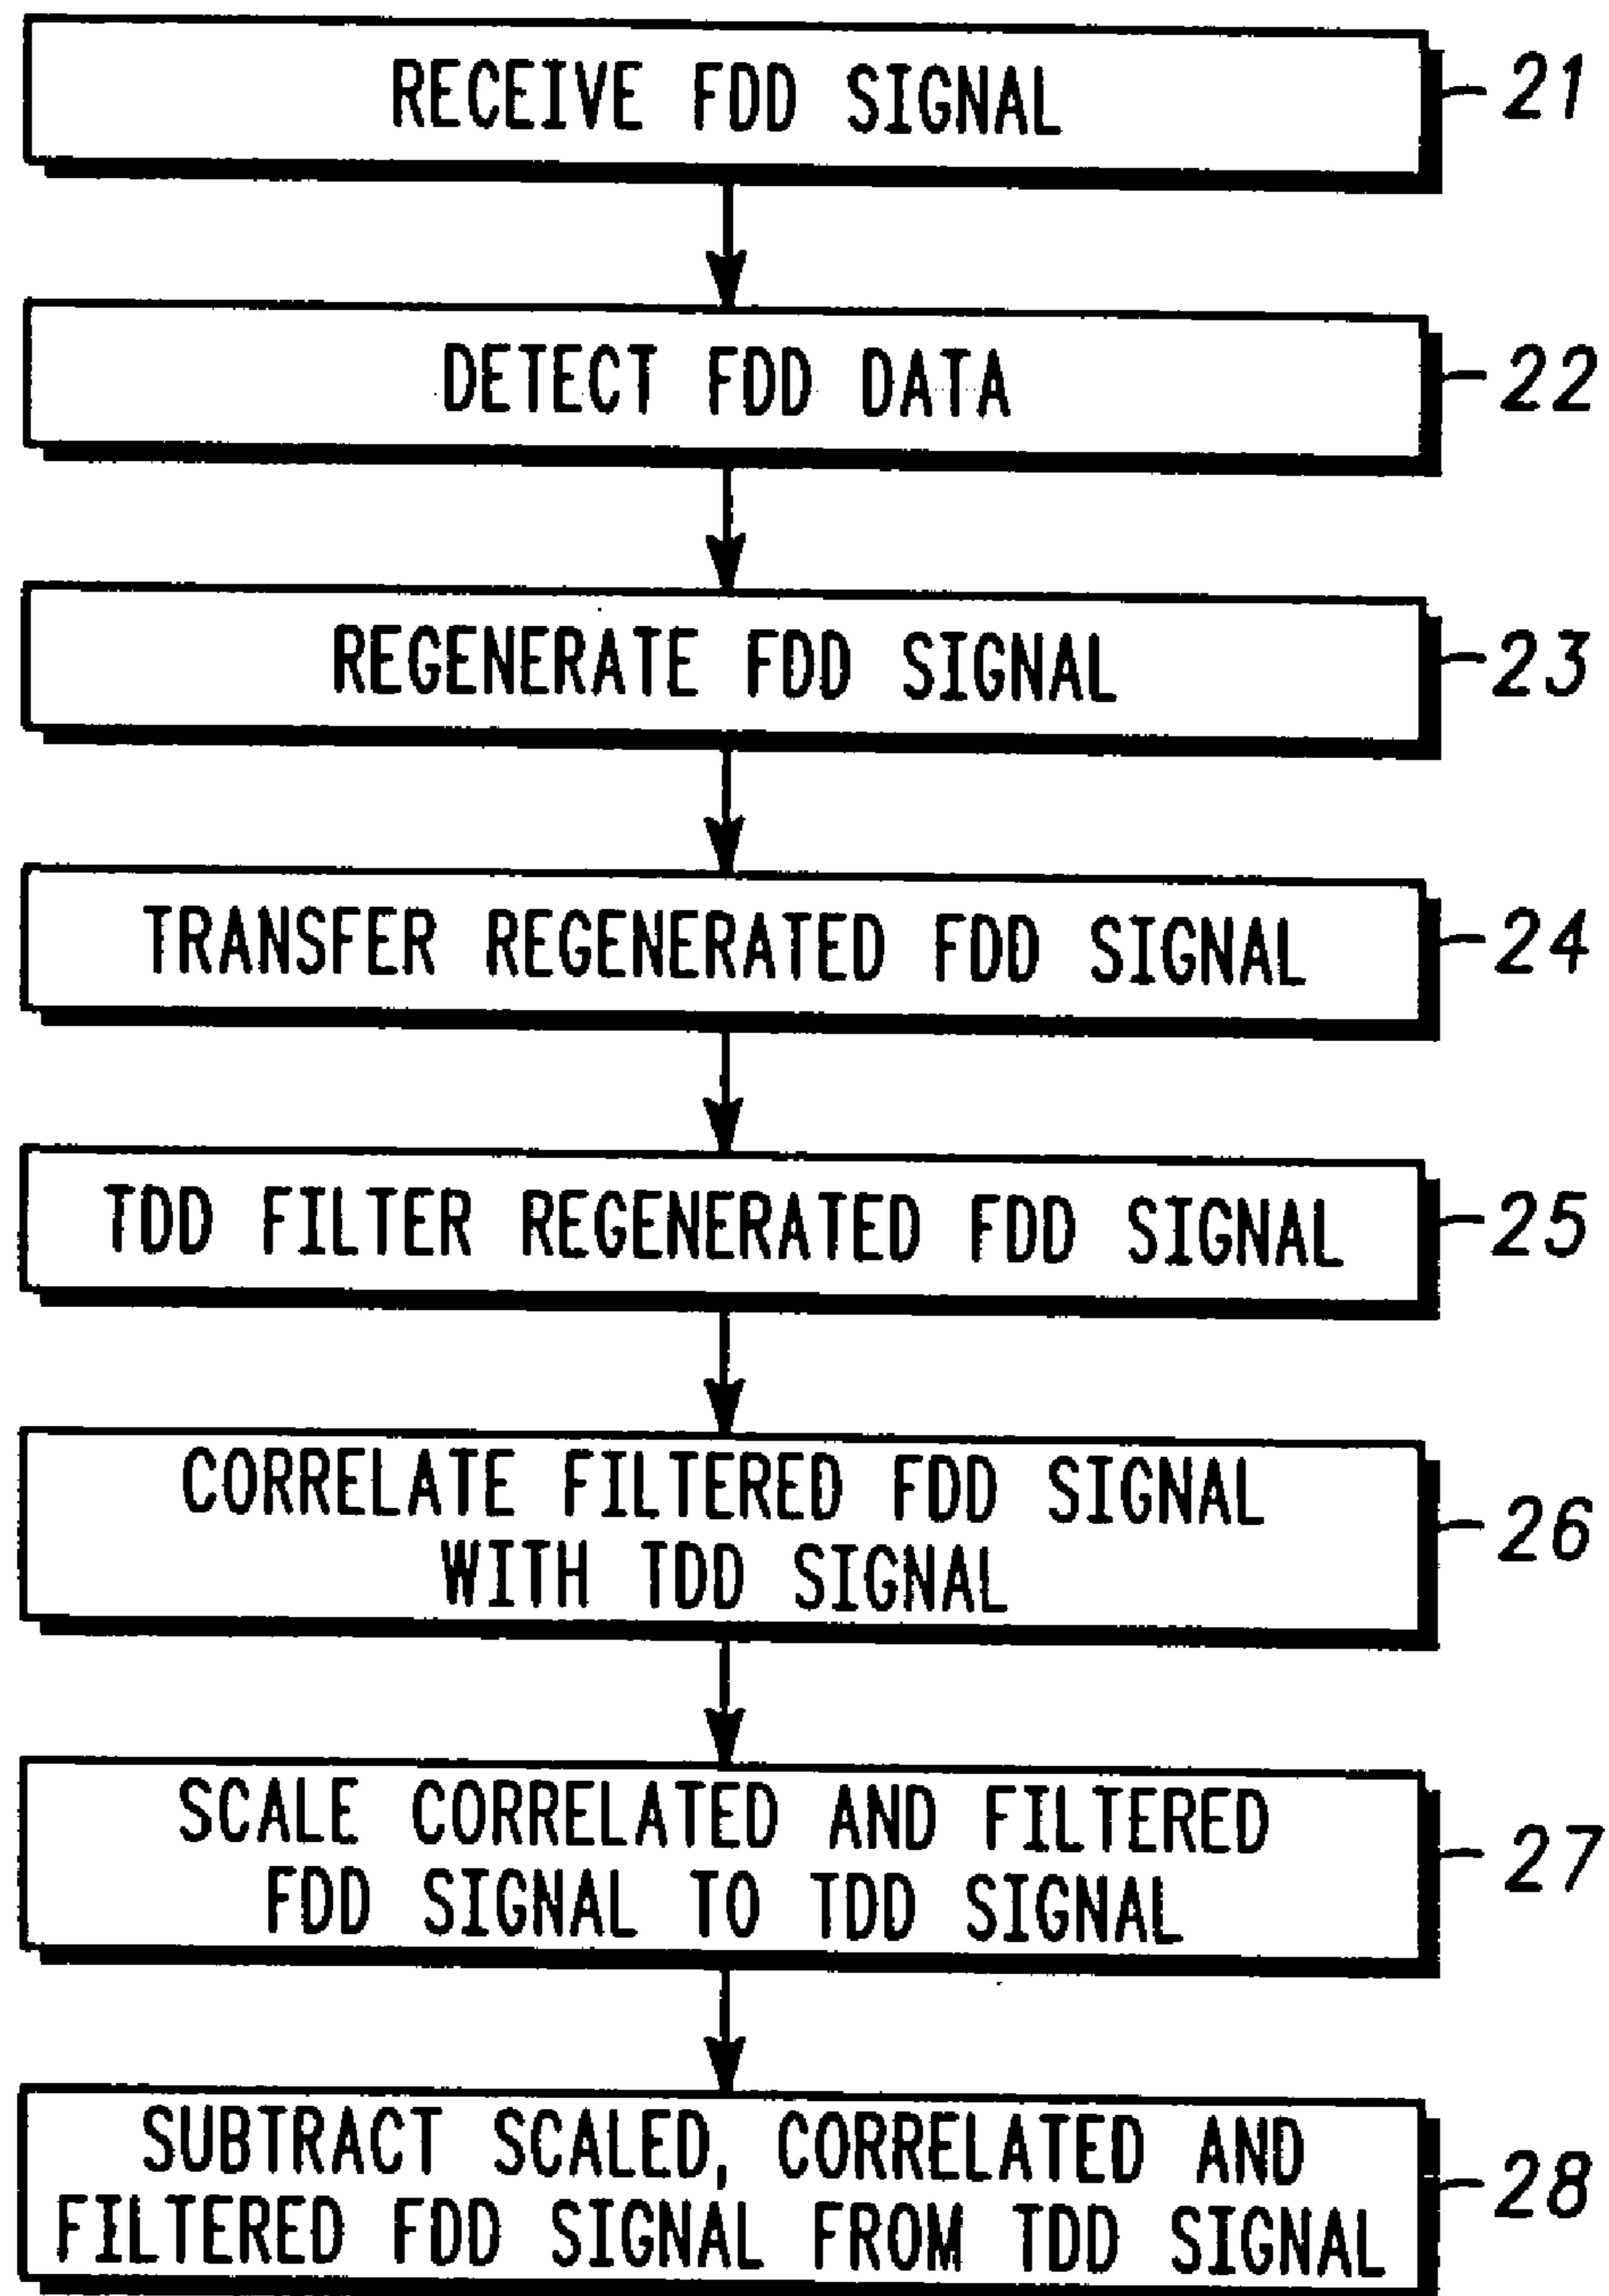 RECEIVE FDD SIGNAL
21
DETECT FDD DATA
22
REGENERATE FDD SIGNAL
23
TRANSFER REGENERATED FDD SIGNAL
24
TDD FILTER REGENERATED FDD SIGNAL
25
CORRELATE FILTERED FDD SIGNAL
WITH TDD SIGNAL
26
SCALE CORRELATED AND FILTERED
FDD SIGNAL TO TDD SIGNAL
27
SUBTRACT SCALED, CORRELATED AND
FILTERED FDD SIGNAL FROM TDD SIGNAL
28